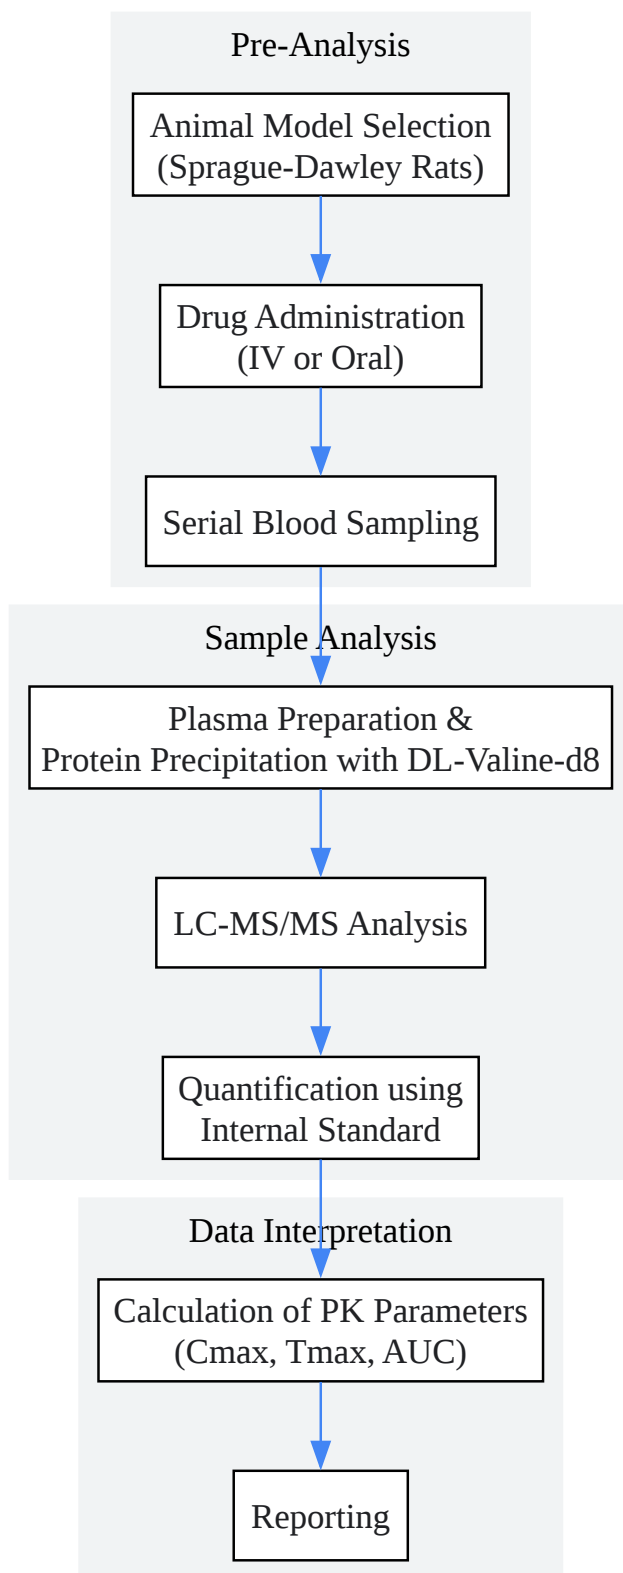 Pre-Analysis
Animal Model Selection
(Sprague-Dawley Rats)
Drug Administration
(IV or Oral)
Serial Blood Sampling
Sample Analysis
Plasma Preparation &
Protein Precipitation with DL-Valine-d8
LC-MS/MS Analysis
Quantification using
Internal Standard
Data Interpretation
Calculation of PK Parameters
(Cmax, Tmax, AUC)
Reporting